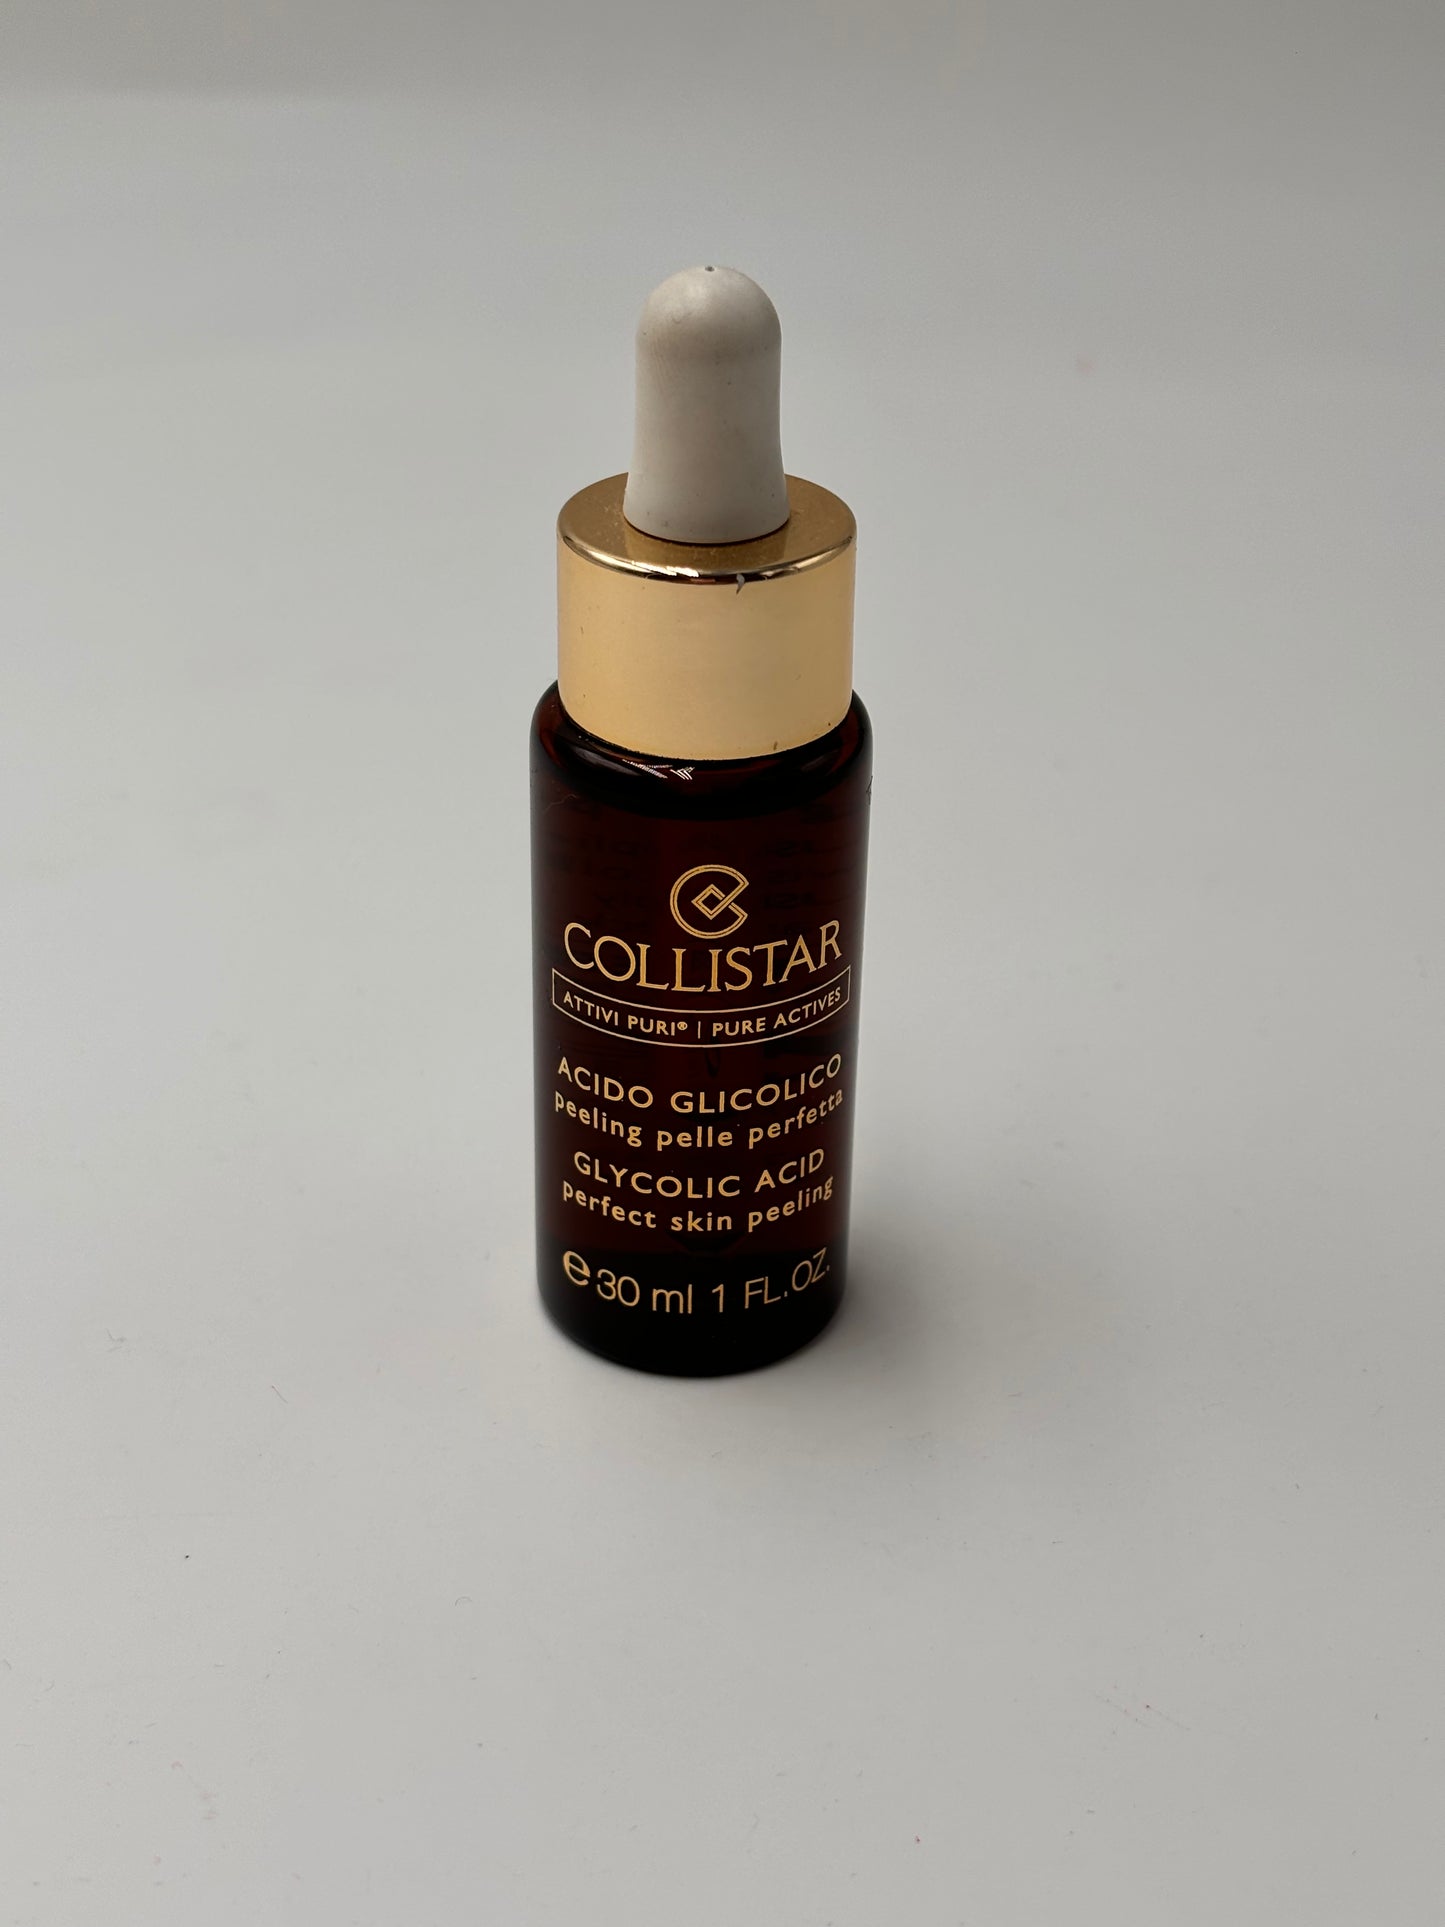 COLLISTAR
ATTIVI PURI® | PURE ACTIVES
ACIDO GLICOLICO
peeling pelle perfetta
GLYCOLIC ACID
perfect skin peeling
℮ 30 ml 1 FL.OZ.